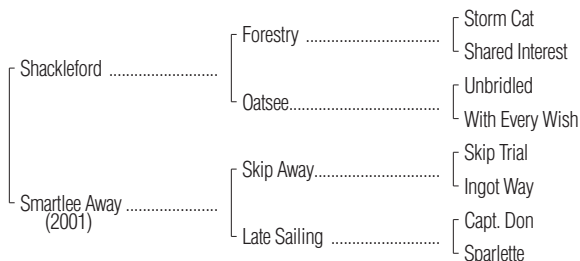 Storm Cat
Forestry
Shared Interest
Shackleford
Unbridled
Oatsee
With Every Wish
Skip Trial
Skip Away
Ingot Way
Smartlee Away
(2001)
Capt. Don
Late Sailing
Sparlette